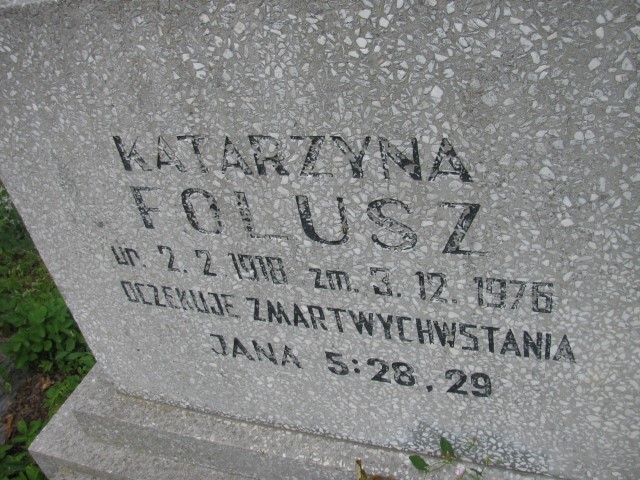 KATARZYNA
FOLUSZ
ur. 2. 2. 1918 zm. 3. 12. 1976
OCZEKUJE ZMARTWYCHWSTANIA
JANA 5:28,29